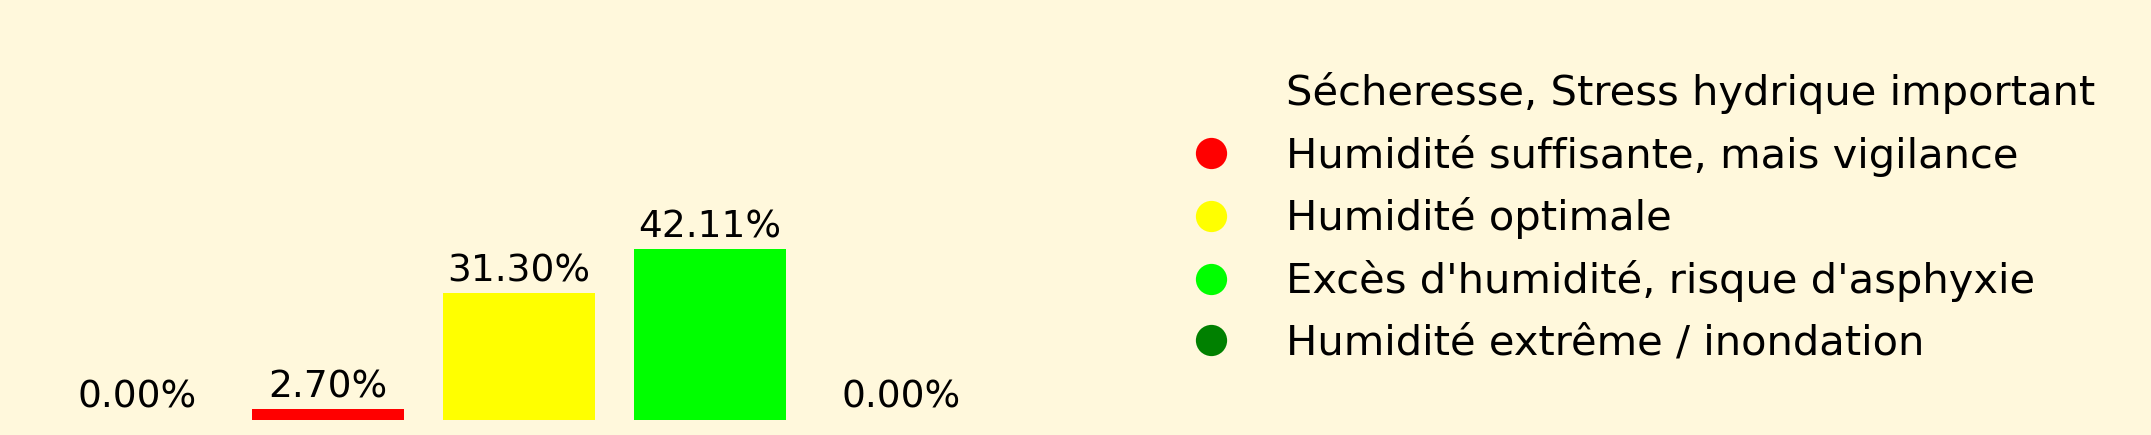 0.00%
2.70%
31.30%
42.11%
0.00%
Sécheresse, Stress hydrique important
Humidité suffisante, mais vigilance
Humidité optimale
Excès d'humidité, risque d'asphyxie
Humidité extrême / inondation